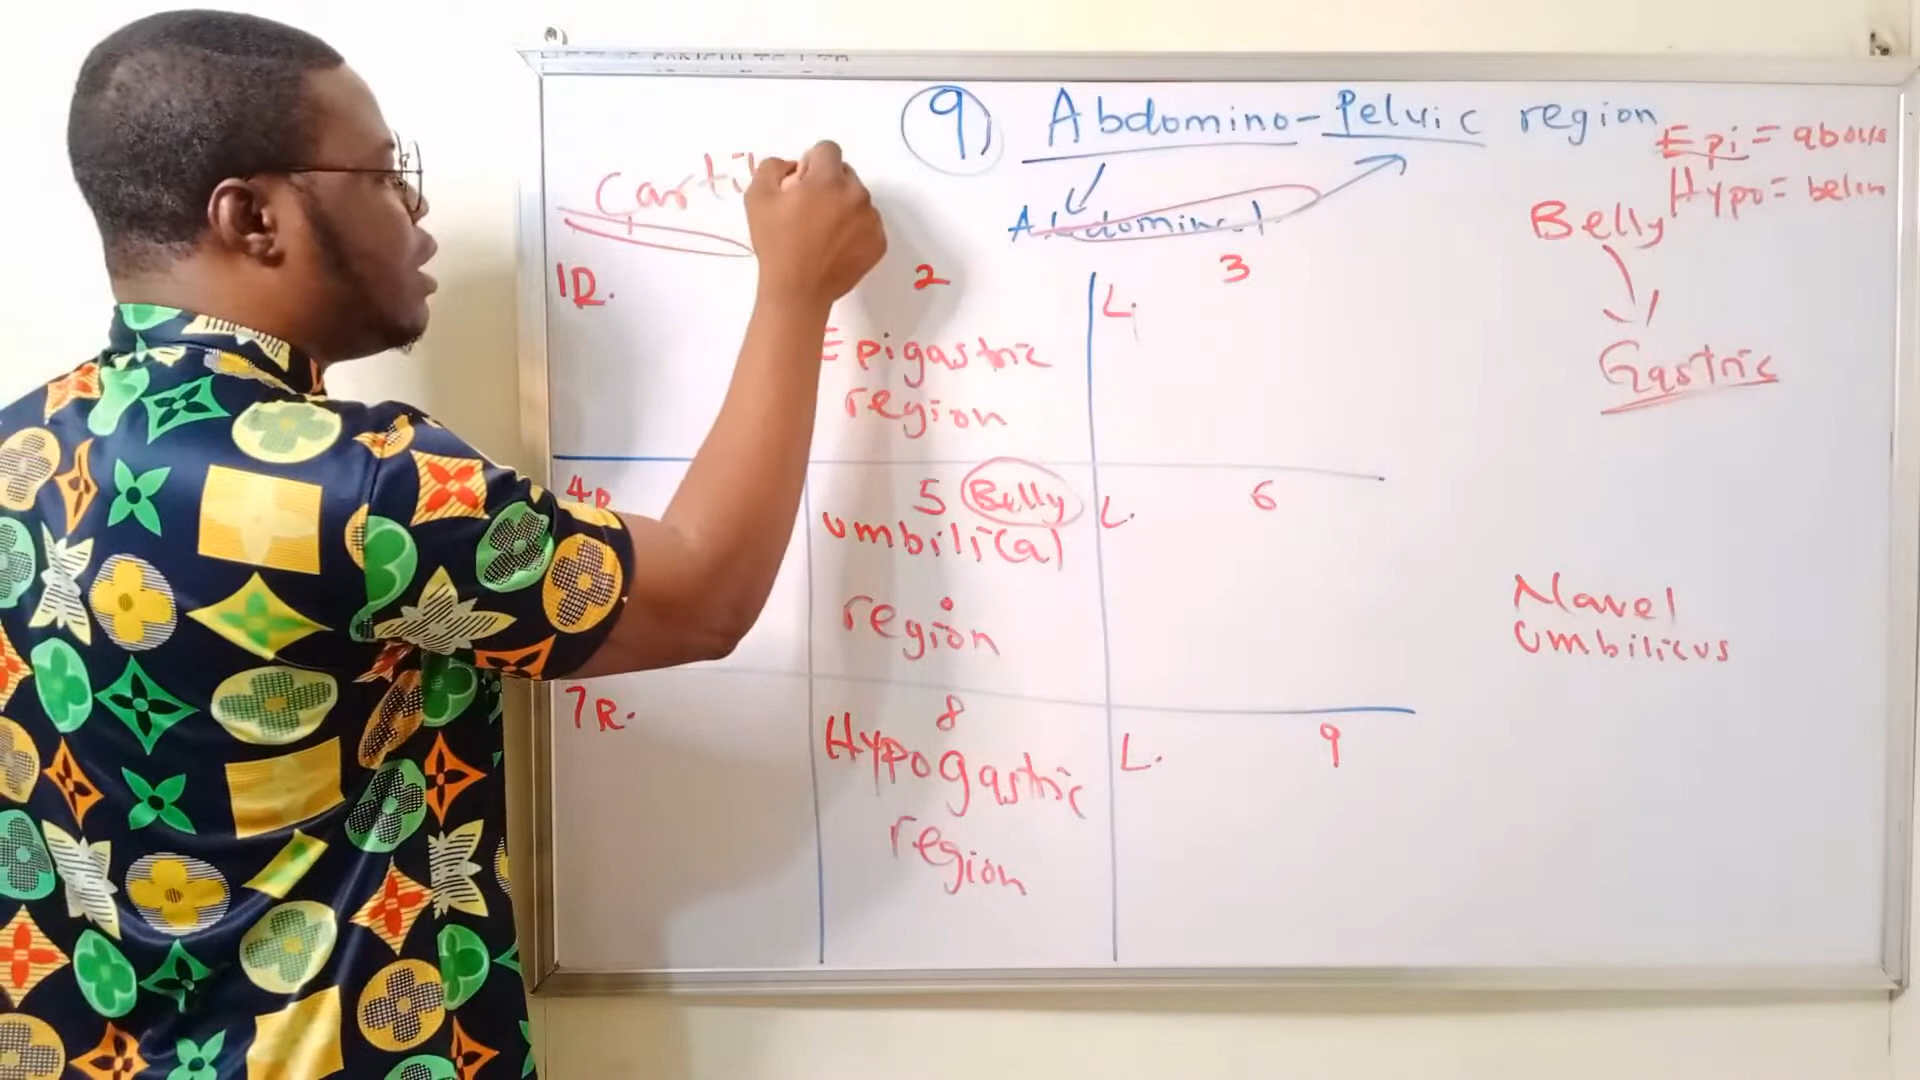 9 Abdomino-Pelvic region
Epi = above
Hypo = below
Cartil
Abdominal
Belly
1R.
2
L.
3
Epigastric
region
Gastric
4R
5 Belly
L.
6
umbilical
region
Navel
umbilicus
7R.
8
L.
9
Hypogastric
region